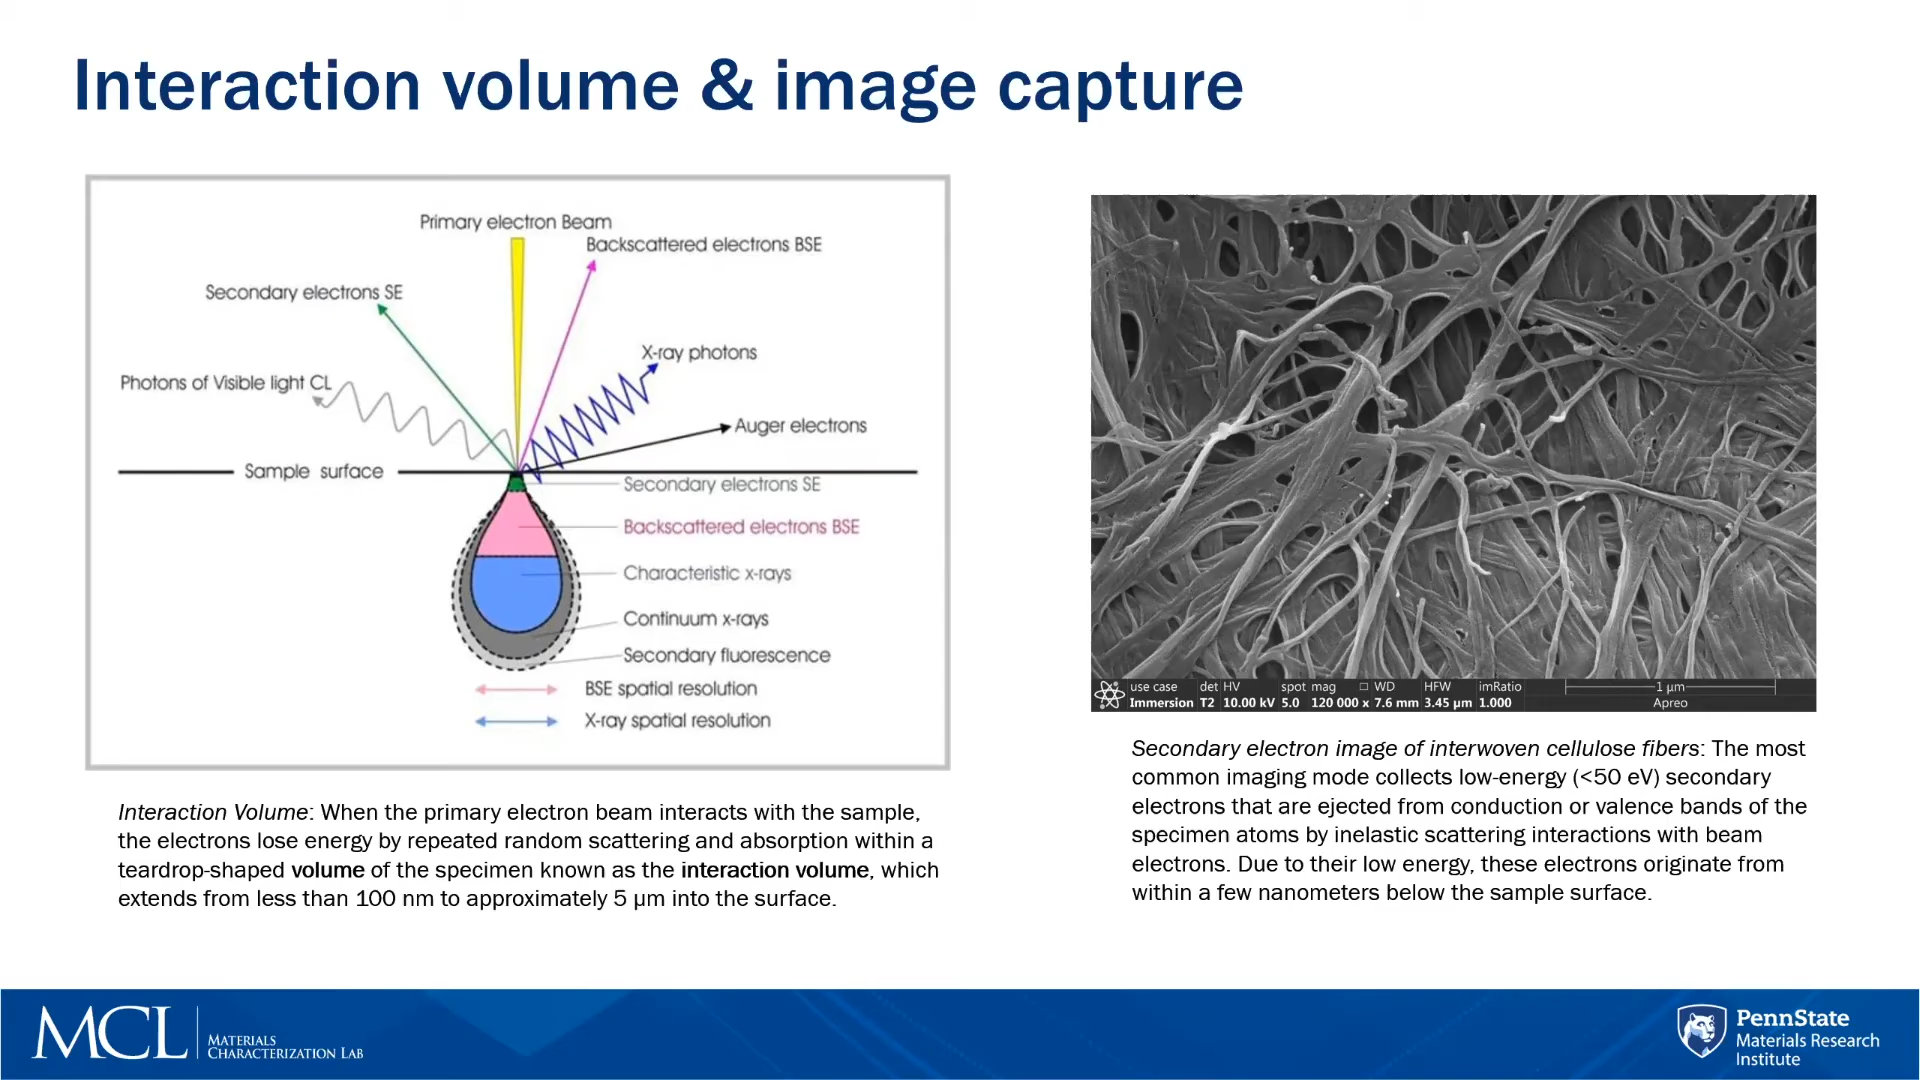 Interaction volume & image capture
Primary electron Beam
Backscattered electrons BSE
Secondary electrons SE
X-ray photons
Photons of Visible light CL
Auger electrons
Sample surface
Secondary electrons SE
Backscattered electrons BSE
Characteristic x-rays
Continuum x-rays
Secondary fluorescence
BSE spatial resolution
X-ray spatial resolution
Interaction Volume: When the primary electron beam interacts with the sample,
the electrons lose energy by repeated random scattering and absorption within a
teardrop-shaped volume of the specimen known as the interaction volume, which
extends from less than 100 nm to approximately 5 µm into the surface.
use case det HV spot mag □ WD HFW imRatio 1 µm
Immersion T2 10.00 kV 5.0 120 000 x 7.6 mm 3.45 µm 1.000 Apreo
Secondary electron image of interwoven cellulose fibers: The most
common imaging mode collects low-energy (<50 eV) secondary
electrons that are ejected from conduction or valence bands of the
specimen atoms by inelastic scattering interactions with beam
electrons. Due to their low energy, these electrons originate from
within a few nanometers below the sample surface.
MCL
MATERIALS
CHARACTERIZATION LAB
PennState
Materials Research
Institute